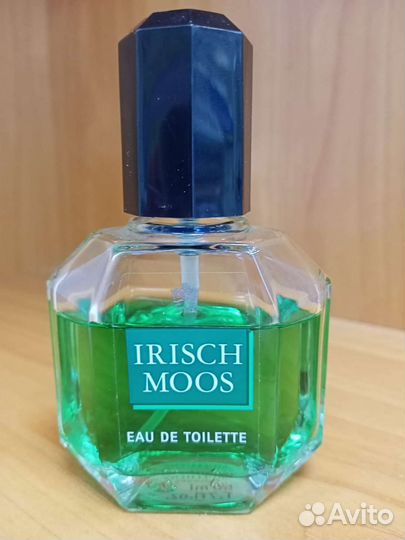 IRISCH
MOOS
EAU DE TOILETTE
Avito